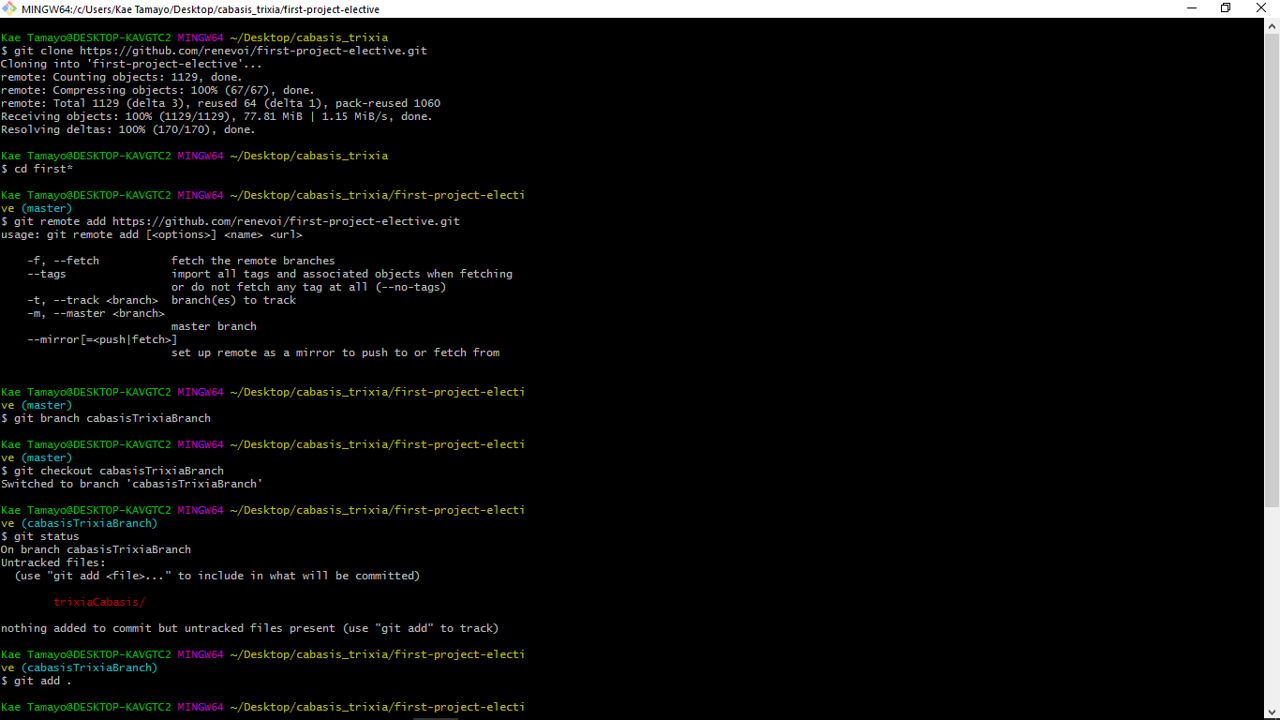 MINGW64:/c/Users/Kae Tamayo/Desktop/cabasis_trixia/first-project-elective
Kae Tamayo@DESKTOP-KAVGTC2 MINGW64 ~/Desktop/cabasis_trixia
$ git clone https://github.com/renevoi/first-project-elective.git
Cloning into 'first-project-elective'...
remote: Counting objects: 1129, done.
remote: Compressing objects: 100% (67/67), done.
remote: Total 1129 (delta 3), reused 64 (delta 1), pack-reused 1060
Receiving objects: 100% (1129/1129), 77.81 MiB | 1.15 MiB/s, done.
Resolving deltas: 100% (170/170), done.
Kae Tamayo@DESKTOP-KAVGTC2 MINGW64 ~/Desktop/cabasis_trixia
$ cd first*
Kae Tamayo@DESKTOP-KAVGTC2 MINGW64 ~/Desktop/cabasis_trixia/first-project-electi
ve (master)
$ git remote add https://github.com/renevoi/first-project-elective.git
usage: git remote add [<options>] <name> <url>
-f, --fetch fetch the remote branches
--tags import all tags and associated objects when fetching
or do not fetch any tag at all (--no-tags)
-t, --track <branch> branch(es) to track
-m, --master <branch>
master branch
--mirror[=<push|fetch>]
set up remote as a mirror to push to or fetch from
Kae Tamayo@DESKTOP-KAVGTC2 MINGW64 ~/Desktop/cabasis_trixia/first-project-electi
ve (master)
$ git branch cabasisTrixiaBranch
Kae Tamayo@DESKTOP-KAVGTC2 MINGW64 ~/Desktop/cabasis_trixia/first-project-electi
ve (master)
$ git checkout cabasisTrixiaBranch
Switched to branch 'cabasisTrixiaBranch'
Kae Tamayo@DESKTOP-KAVGTC2 MINGW64 ~/Desktop/cabasis_trixia/first-project-electi
ve (cabasisTrixiaBranch)
$ git status
On branch cabasisTrixiaBranch
Untracked files:
(use "git add <file>..." to include in what will be committed)
trixiaCabasis/
nothing added to commit but untracked files present (use "git add" to track)
Kae Tamayo@DESKTOP-KAVGTC2 MINGW64 ~/Desktop/cabasis_trixia/first-project-electi
ve (cabasisTrixiaBranch)
$ git add .
Kae Tamayo@DESKTOP-KAVGTC2 MINGW64 ~/Desktop/cabasis_trixia/first-project-electi